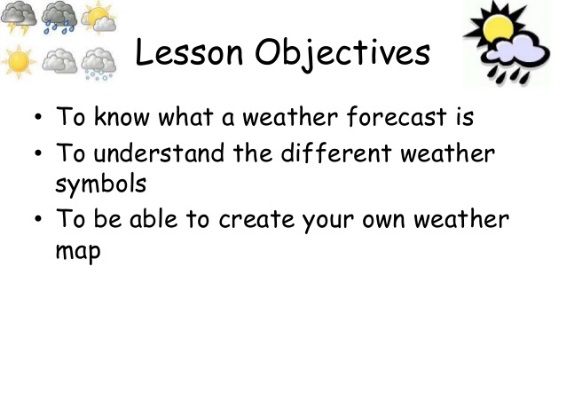 Lesson Objectives
• To know what a weather forecast is
• To understand the different weather
symbols
• To be able to create your own weather
map